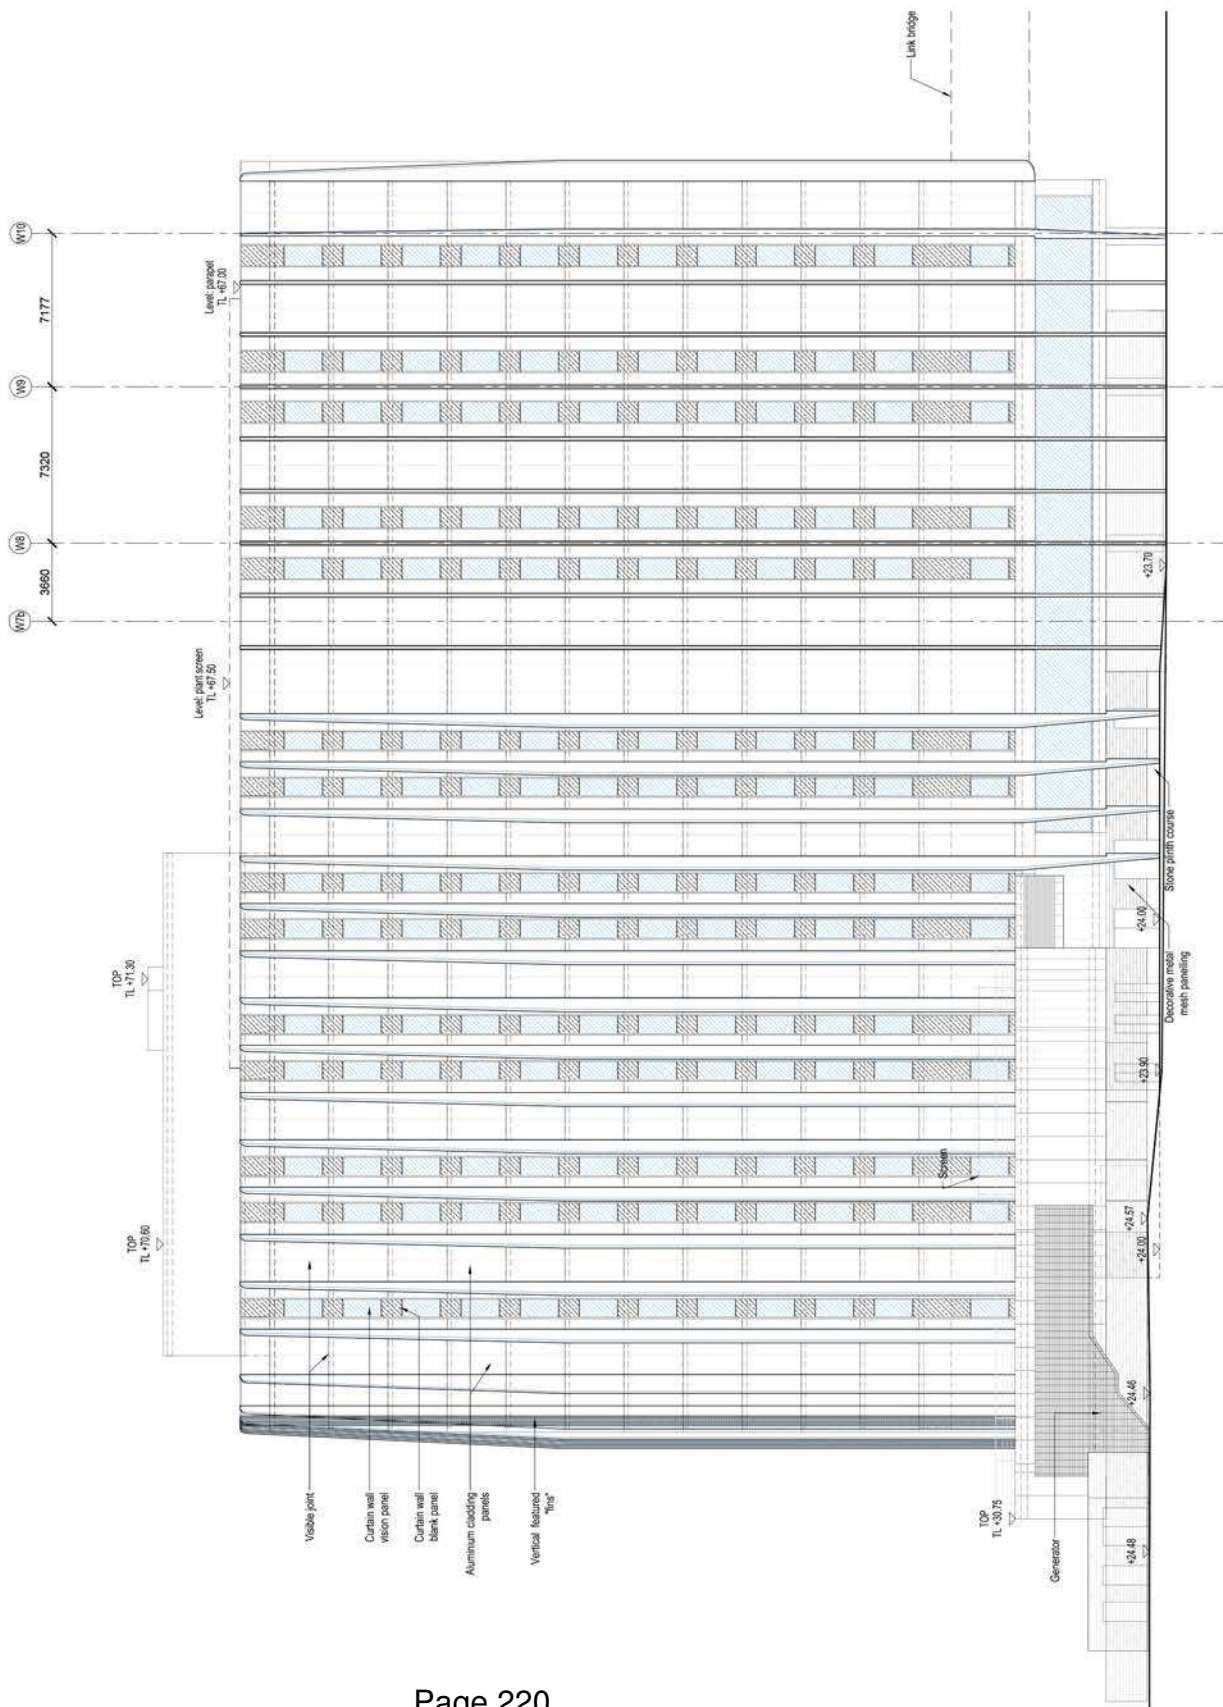 W10
7177
W9
7320
W8
3660
W7b
Link bridge
Level: parapet
TL +67.00
Level: plant screen
TL +67.50
TOP
TL +71.30
TOP
TL +70.60
Visible joint
Curtain wall
vision panel
Curtain wall
blank panel
Aluminium cladding
panels
Vertical featured
"fins"
TOP
TL +30.75
Screen
Generator
+23.70
Stone plinth course
Decorative metal
mesh panelling
+24.00
+23.90
+24.57
+24.00
+24.46
+24.48
Page 220